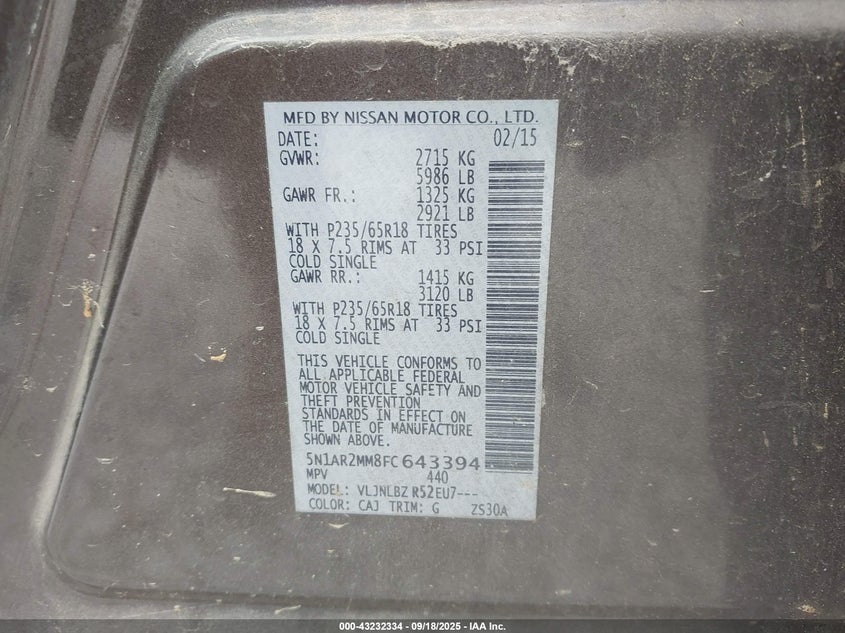 MFD BY NISSAN MOTOR CO., LTD.
DATE: 02/15
GVWR: 2715 KG
5986 LB
GAWR FR.: 1325 KG
2921 LB
WITH P235/65R18 TIRES
18 X 7.5 RIMS AT 33 PSI
COLD SINGLE
GAWR RR.: 1415 KG
3120 LB
WITH P235/65R18 TIRES
18 X 7.5 RIMS AT 33 PSI
COLD SINGLE
THIS VEHICLE CONFORMS TO
ALL APPLICABLE FEDERAL
MOTOR VEHICLE SAFETY AND
THEFT PREVENTION
STANDARDS IN EFFECT ON
THE DATE OF MANUFACTURE
SHOWN ABOVE.
5N1AR2MM8FC643394
MPV 440
MODEL: VLJNLBZ R52EU7---
COLOR: CAJ TRIM: G ZS30A
000-43232334 - 09/18/2025 - IAA Inc.